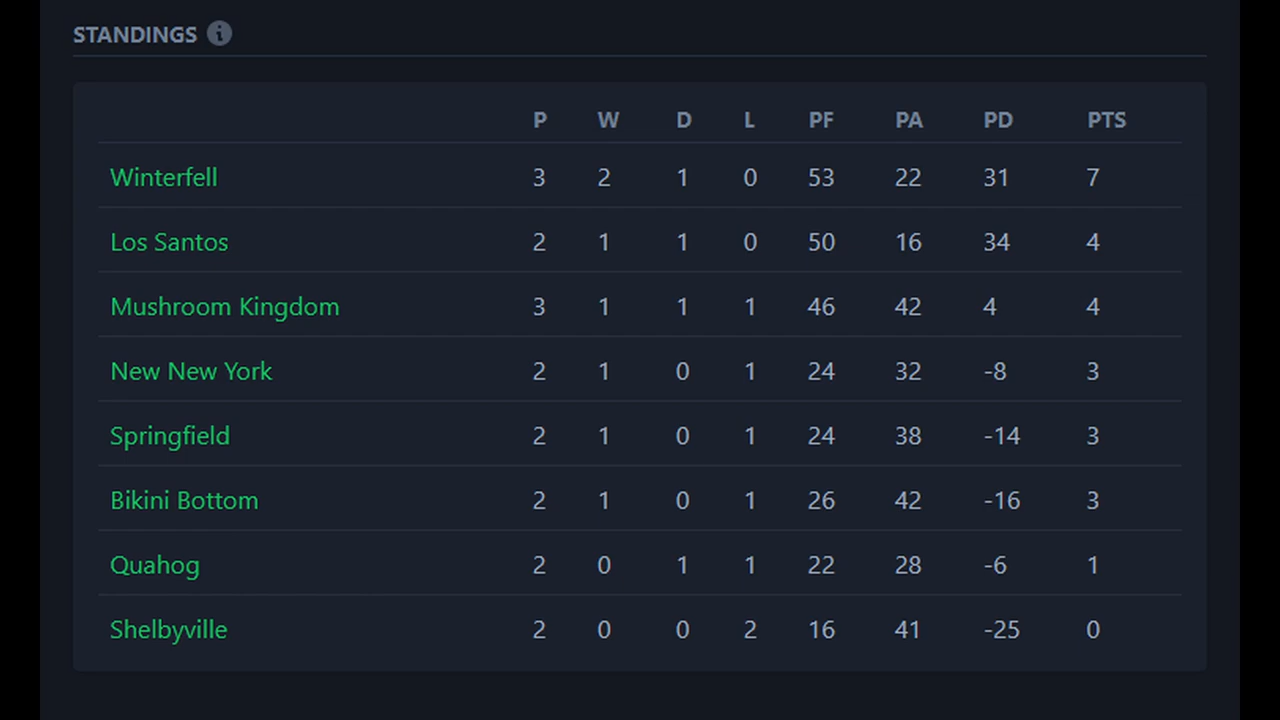 STANDINGS i
P W D L PF PA PD PTS
Winterfell 3 2 1 0 53 22 31 7
Los Santos 2 1 1 0 50 16 34 4
Mushroom Kingdom 3 1 1 1 46 42 4 4
New New York 2 1 0 1 24 32 -8 3
Springfield 2 1 0 1 24 38 -14 3
Bikini Bottom 2 1 0 1 26 42 -16 3
Quahog 2 0 1 1 22 28 -6 1
Shelbyville 2 0 0 2 16 41 -25 0